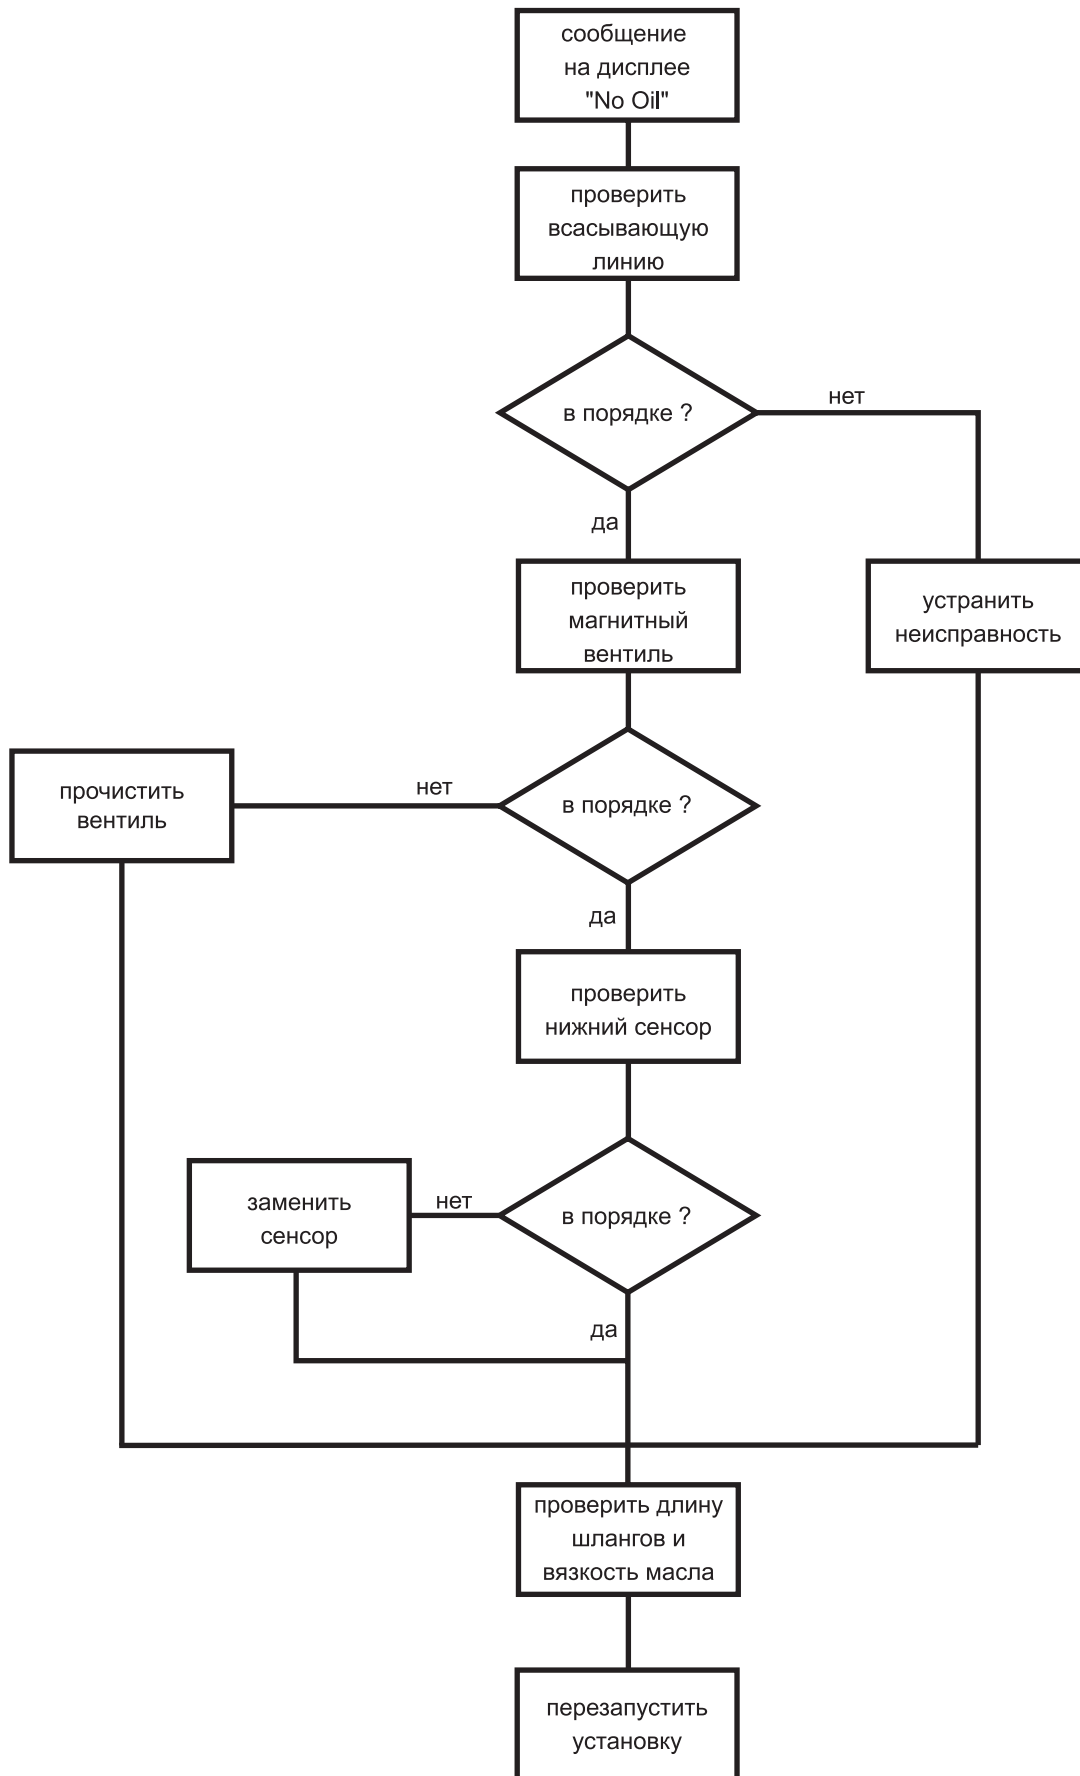 сообщение
на дисплее
"No Oil"
проверить
всасывающую
линию
в порядке ?
нет
да
проверить
магнитный
вентиль
устранить
неисправность
прочистить
вентиль
нет
в порядке ?
да
проверить
нижний сенсор
заменить
сенсор
нет
в порядке ?
да
проверить длину
шлангов и
вязкость масла
перезапустить
установку